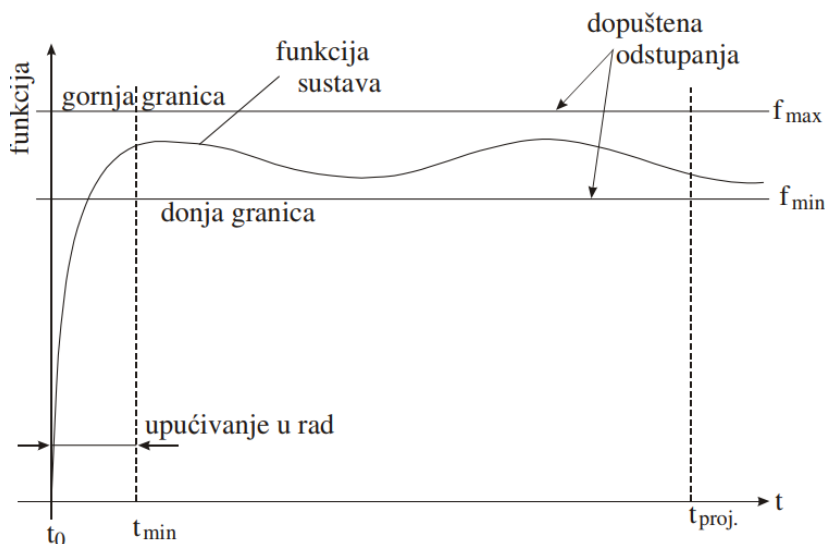 dopuštena
odstupanja
funkcija
sustava
funkcija
gornja granica
f max
donja granica
f min
upućivanje u rad
t0
t min
t proj.
t